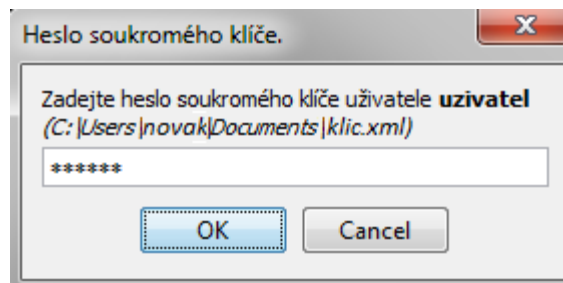 Heslo soukromého klíče.
Zadejte heslo soukromého klíče uživatele uzivatel
(C:\Users\novak\Documents\klic.xml)
******
OK
Cancel